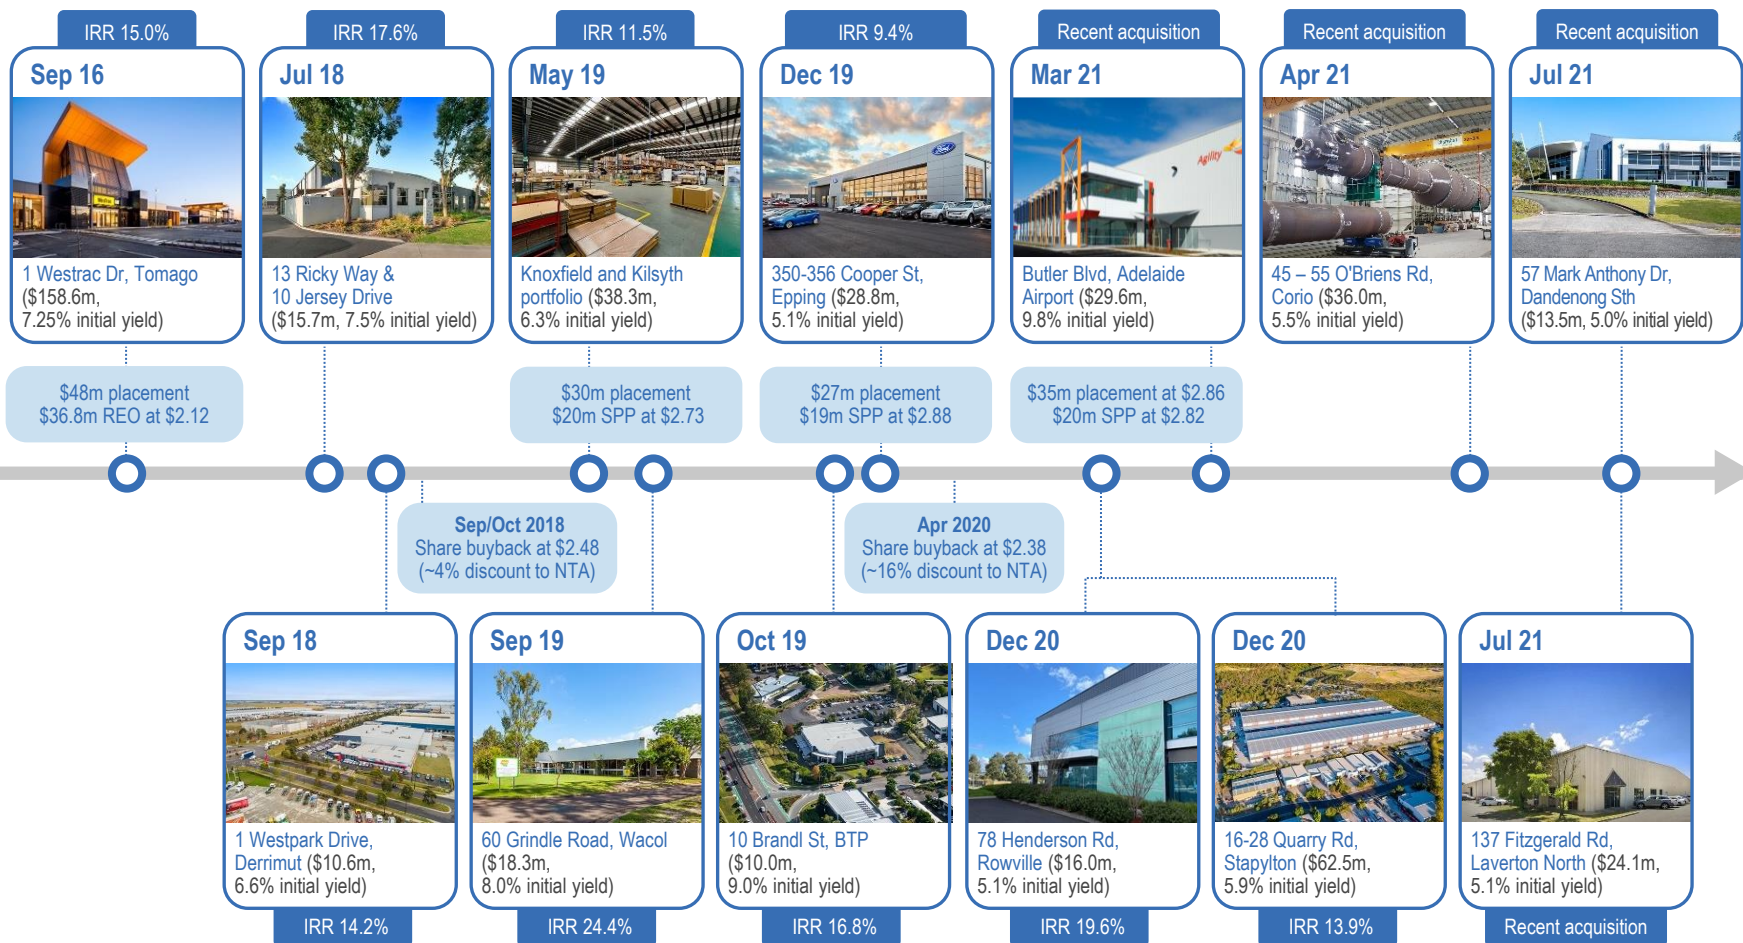 IRR 15.0%
Sep 16
1 Westrac Dr, Tomago
($158.6m,
7.25% initial yield)
IRR 17.6%
Jul 18
13 Ricky Way &
10 Jersey Drive
($15.7m, 7.5% initial yield)
IRR 11.5%
May 19
Knoxfield and Kilsyth
portfolio ($38.3m,
6.3% initial yield)
IRR 9.4%
Dec 19
Ford
350-356 Cooper St,
Epping ($28.8m,
5.1% initial yield)
Recent acquisition
Mar 21
Agility
Butler Blvd, Adelaide
Airport ($29.6m,
9.8% initial yield)
Recent acquisition
Apr 21
45 – 55 O'Briens Rd,
Corio ($36.0m,
5.5% initial yield)
Recent acquisition
Jul 21
57 Mark Anthony Dr,
Dandenong Sth
($13.5m, 5.0% initial yield)
$48m placement
$36.8m REO at $2.12
$30m placement
$20m SPP at $2.73
$27m placement
$19m SPP at $2.88
$35m placement at $2.86
$20m SPP at $2.82
Sep/Oct 2018
Share buyback at $2.48
(~4% discount to NTA)
Apr 2020
Share buyback at $2.38
(~16% discount to NTA)
Sep 18
1 Westpark Drive,
Derrimut ($10.6m,
6.6% initial yield)
IRR 14.2%
Sep 19
60 Grindle Road, Wacol
($18.3m,
8.0% initial yield)
IRR 24.4%
Oct 19
10 Brandl St, BTP
($10.0m,
9.0% initial yield)
IRR 16.8%
Dec 20
78 Henderson Rd,
Rowville ($16.0m,
5.1% initial yield)
IRR 19.6%
Dec 20
16-28 Quarry Rd,
Stapylton ($62.5m,
5.9% initial yield)
IRR 13.9%
Jul 21
137 Fitzgerald Rd,
Laverton North ($24.1m,
5.1% initial yield)
Recent acquisition